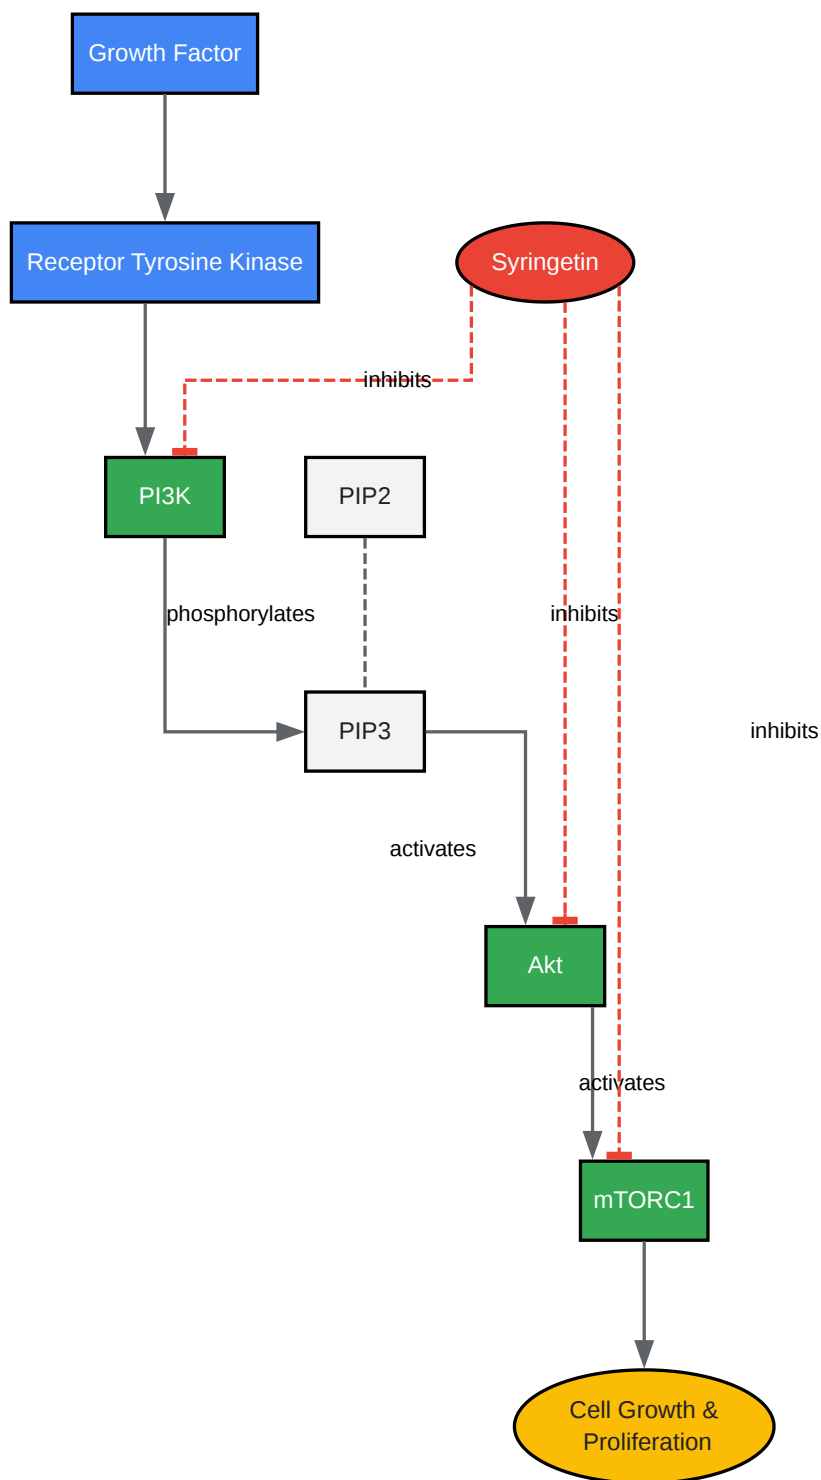 Growth Factor
Receptor Tyrosine Kinase
Syringetin
inhibits
PI3K
PIP2
phosphorylates
inhibits
PIP3
inhibits
activates
Akt
activates
mTORC1
Cell Growth &
Proliferation